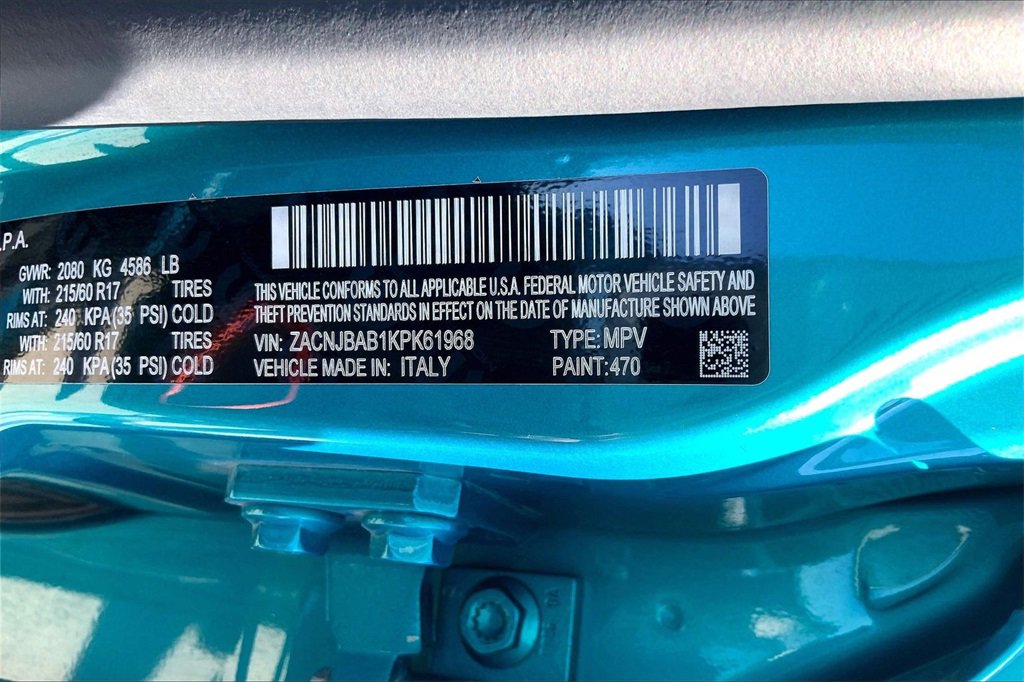 .P.A.
GVWR: 2080 KG 4586 LB
WITH: 215/60 R17 TIRES
RIMS AT: 240 KPA (35 PSI) COLD
WITH: 215/60 R17 TIRES
RIMS AT: 240 KPA (35 PSI) COLD
THIS VEHICLE CONFORMS TO ALL APPLICABLE U.S.A. FEDERAL MOTOR VEHICLE SAFETY AND
THEFT PREVENTION STANDARDS IN EFFECT ON THE DATE OF MANUFACTURE SHOWN ABOVE
VIN: ZACNJBAB1KPK61968 TYPE: MPV
VEHICLE MADE IN: ITALY PAINT: 470